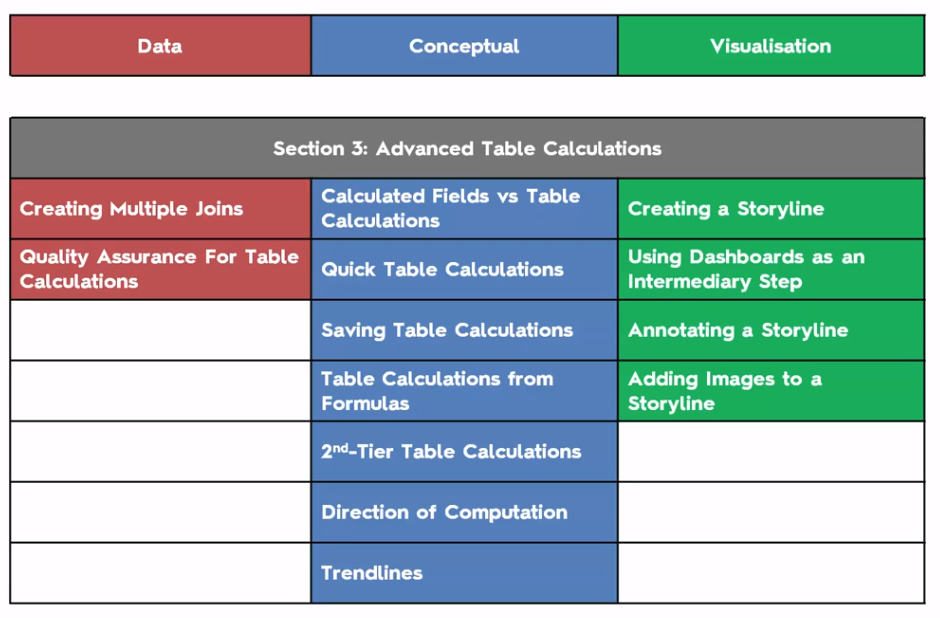 Data Conceptual Visualisation
Section 3: Advanced Table Calculations
Creating Multiple Joins
Calculated Fields vs Table
Calculations
Creating a Storyline
Quality Assurance For Table
Calculations
Quick Table Calculations
Using Dashboards as an
Intermediary Step
Saving Table Calculations
Annotating a Storyline
Table Calculations from
Formulas
Adding Images to a
Storyline
2nd-Tier Table Calculations
Direction of Computation
Trendlines